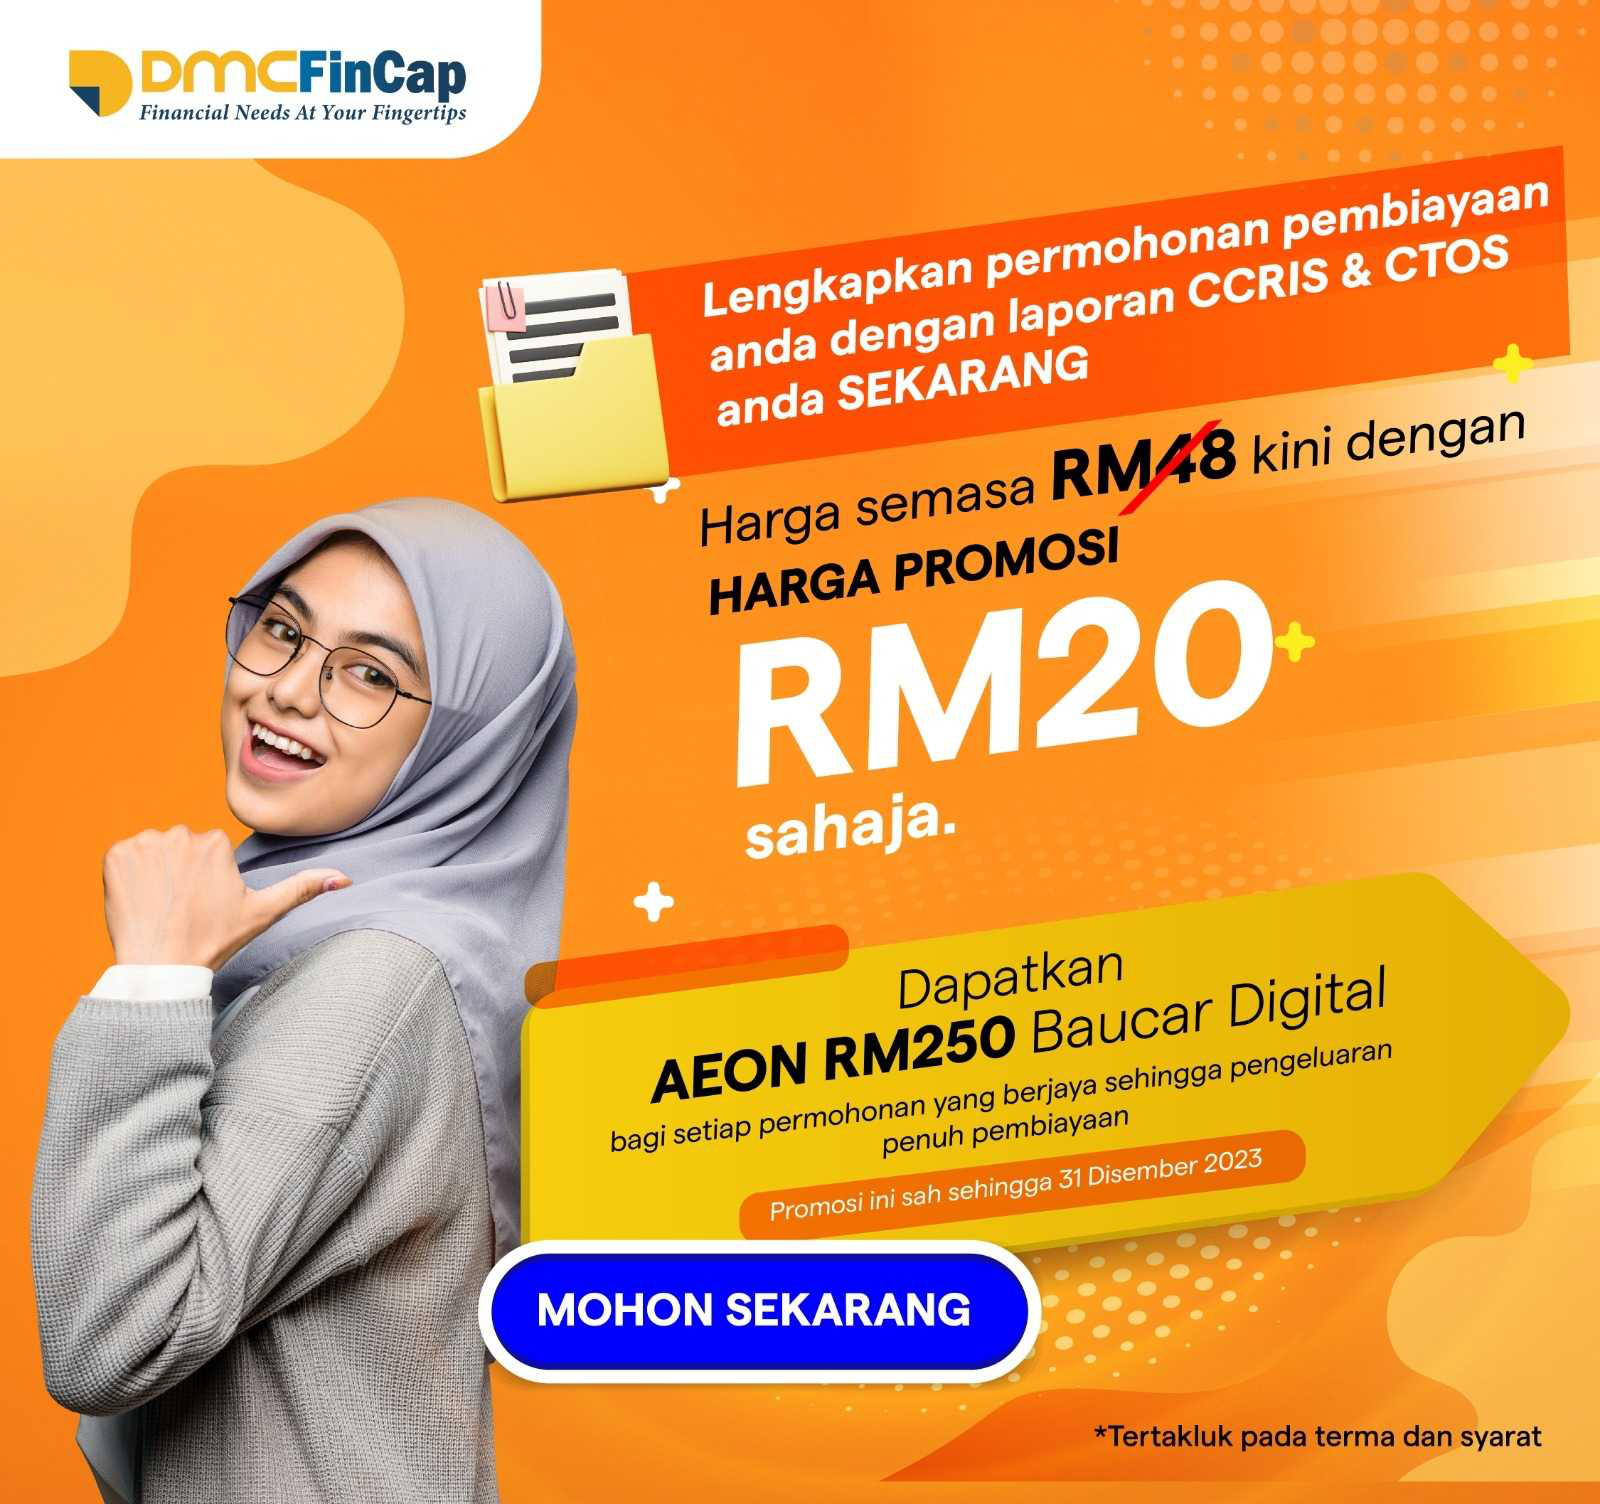 DMCFinCap
Financial Needs At Your Fingertips
Lengkapkan permohonan pembiayaan
anda dengan laporan CCRIS & CTOS
anda SEKARANG
Harga semasa RM48 kini dengan
HARGA PROMOSI
RM20
sahaja.
Dapatkan
AEON RM250 Baucar Digital
bagi setiap permohonan yang berjaya sehingga pengeluaran
penuh pembiayaan
Promosi ini sah sehingga 31 Disember 2023
MOHON SEKARANG
*Tertakluk pada terma dan syarat